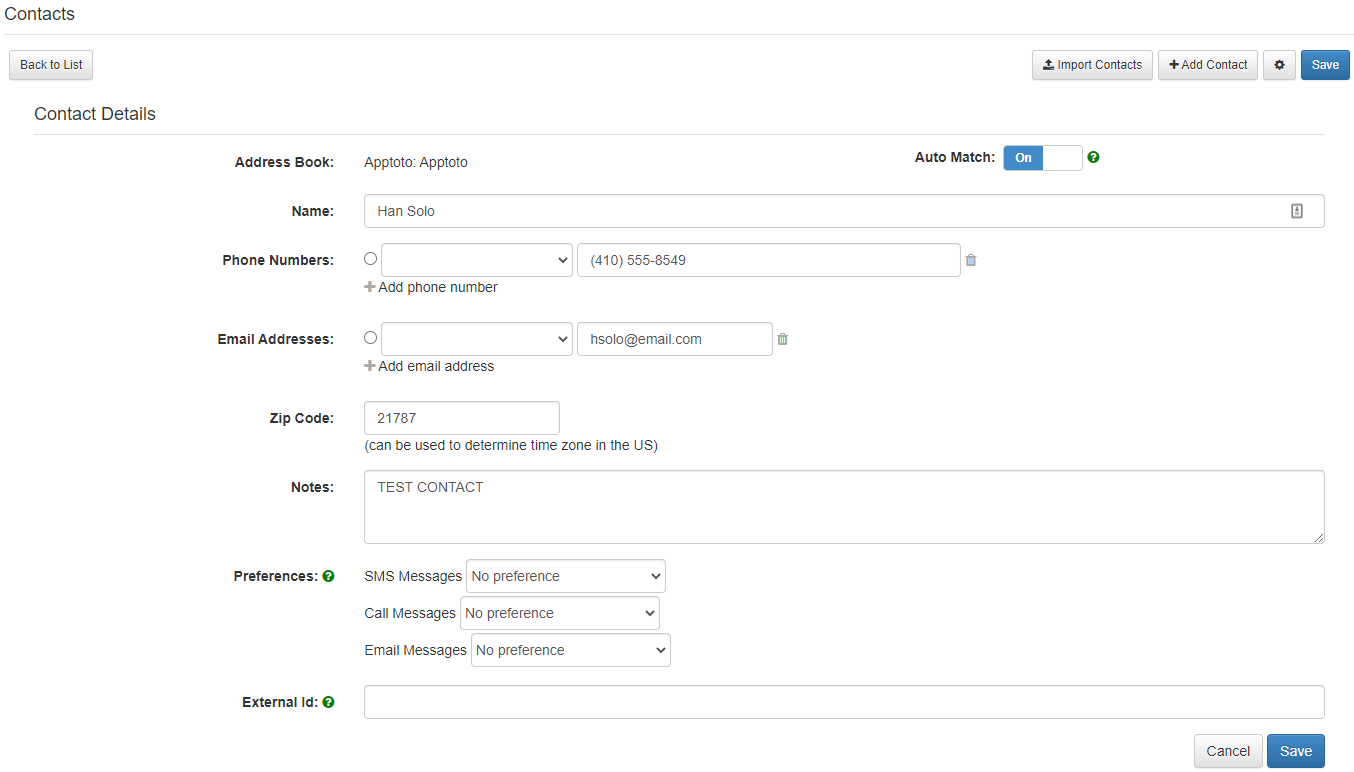 Contacts
Back to List
Import Contacts
Add Contact
Save
Contact Details
Address Book: Apptoto: Apptoto
Auto Match: On
Name: Han Solo
Phone Numbers: (410) 555-8549
Add phone number
Email Addresses: hsolo@email.com
Add email address
Zip Code: 21787
(can be used to determine time zone in the US)
Notes: TEST CONTACT
Preferences: SMS Messages No preference
Call Messages No preference
Email Messages No preference
External Id:
Cancel Save